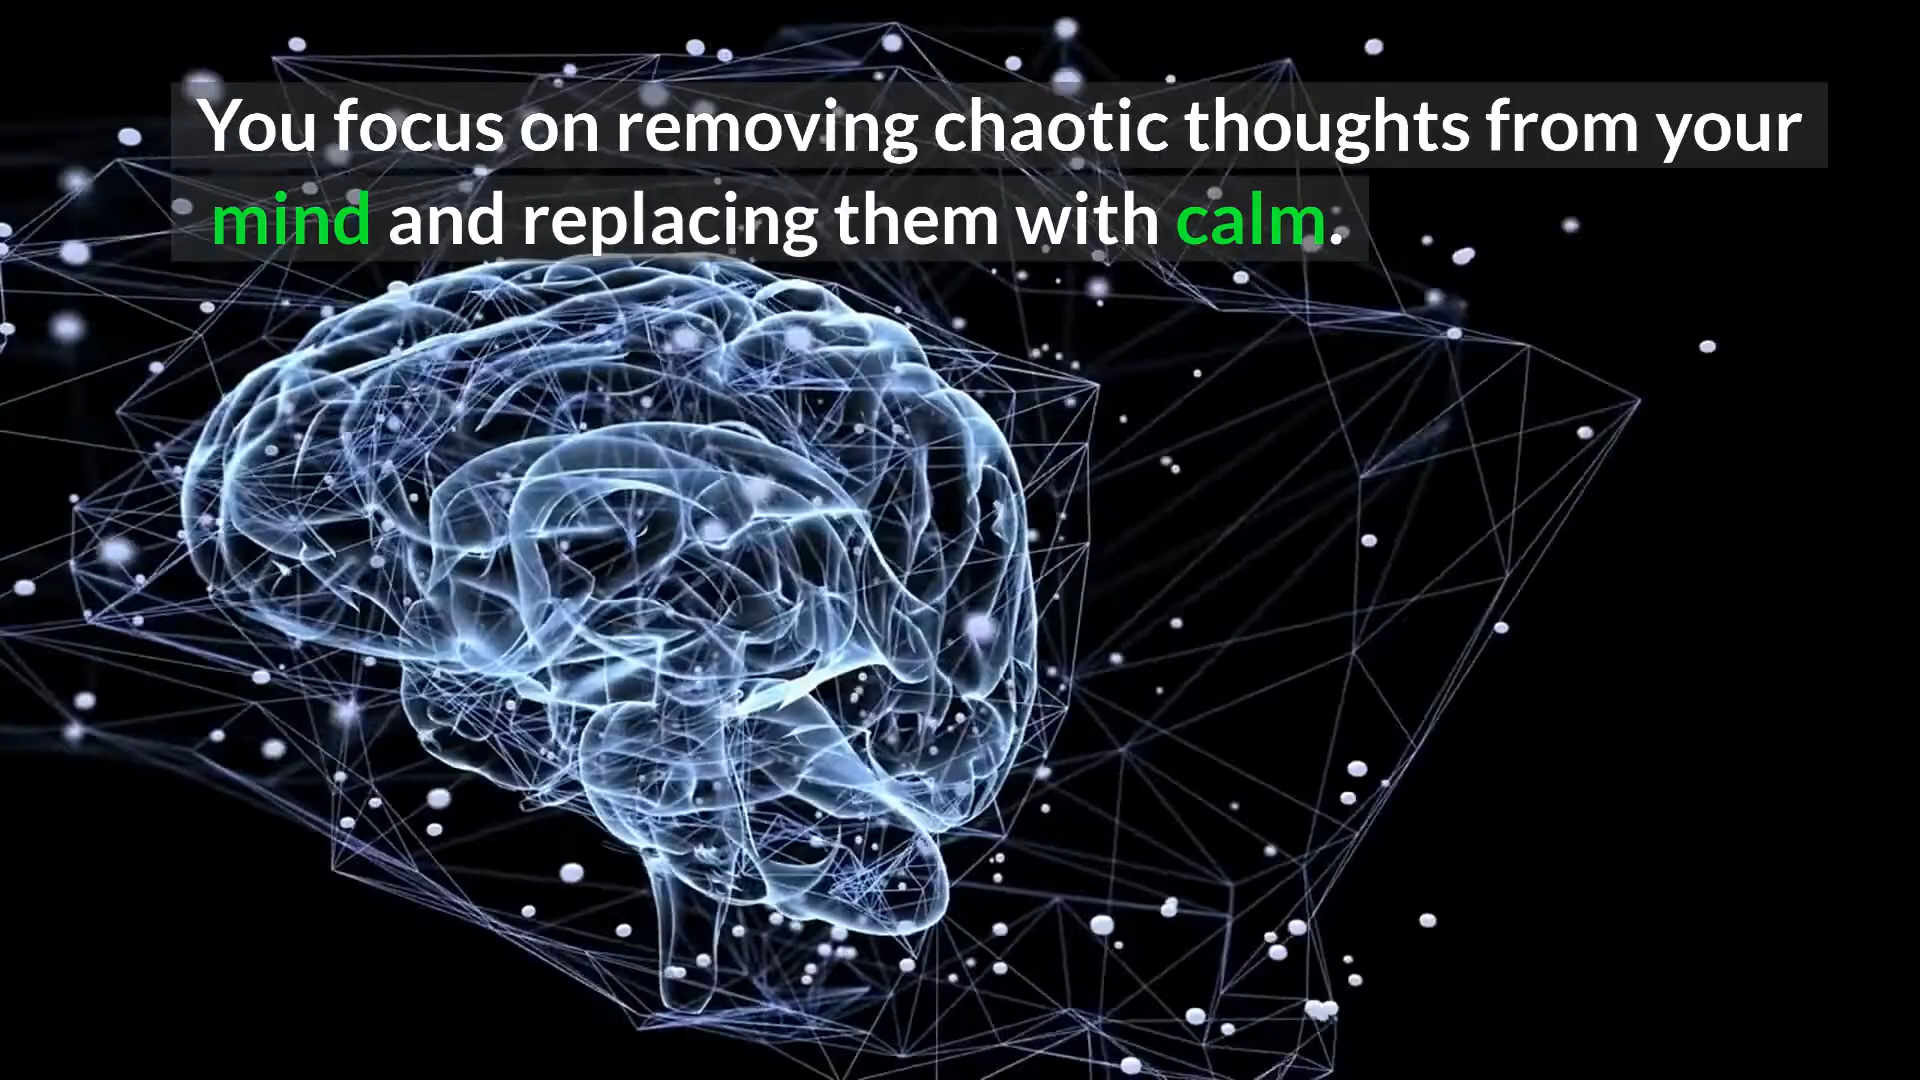 You focus on removing chaotic thoughts from your
mind and replacing them with calm.